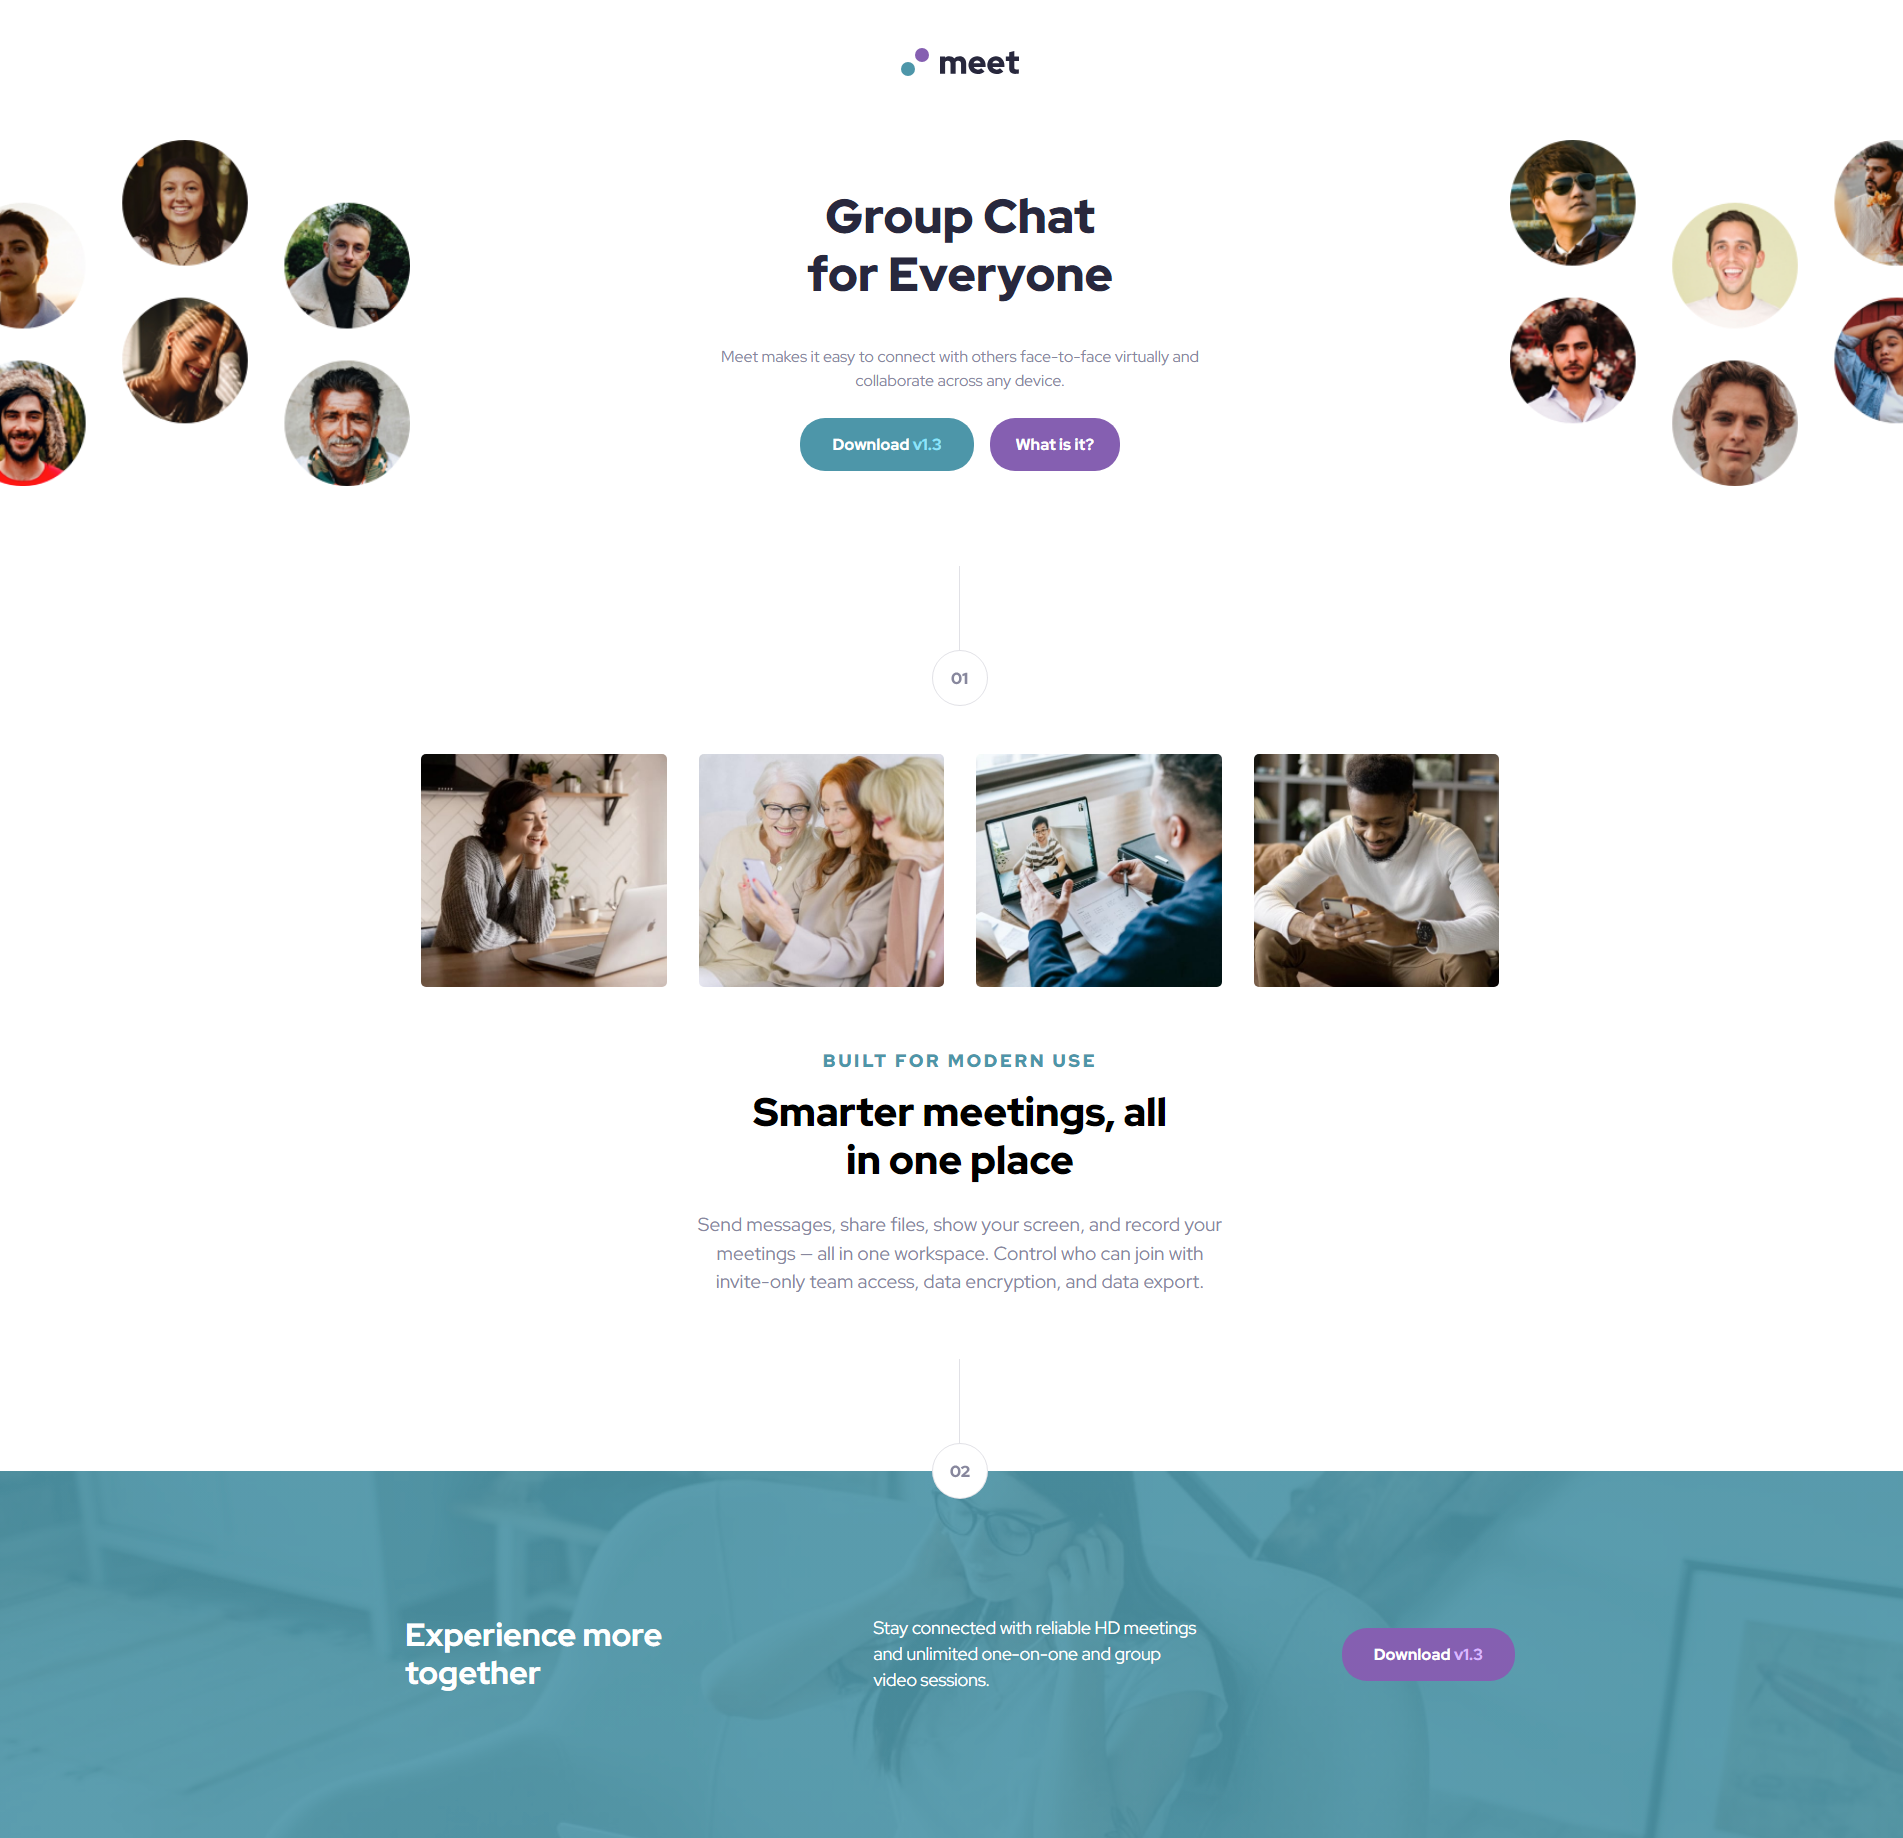 meet
Group Chat
for Everyone
Meet makes it easy to connect with others face-to-face virtually and
collaborate across any device.
Download v1.3
What is it?
01
BUILT FOR MODERN USE
Smarter meetings, all
in one place
Send messages, share files, show your screen, and record your
meetings — all in one workspace. Control who can join with
invite-only team access, data encryption, and data export.
02
Experience more
together
Stay connected with reliable HD meetings
and unlimited one-on-one and group
video sessions.
Download v1.3